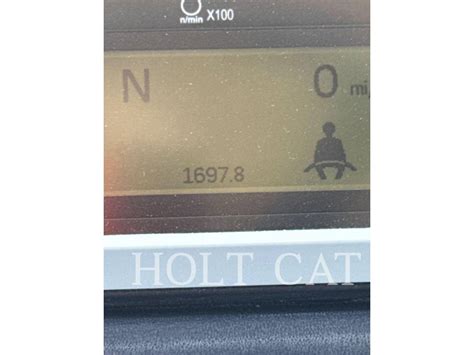 n/min X100
N 0 mi/
1697.8
HOLT CAT